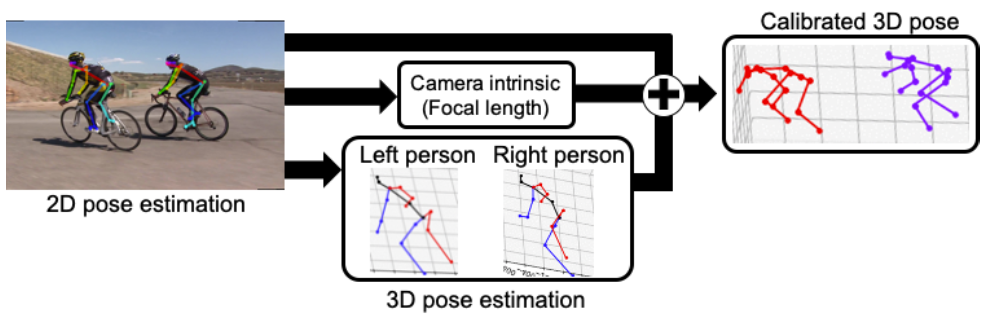 Calibrated 3D pose
Camera intrinsic
(Focal length)
Left person Right person
2D pose estimation
3D pose estimation